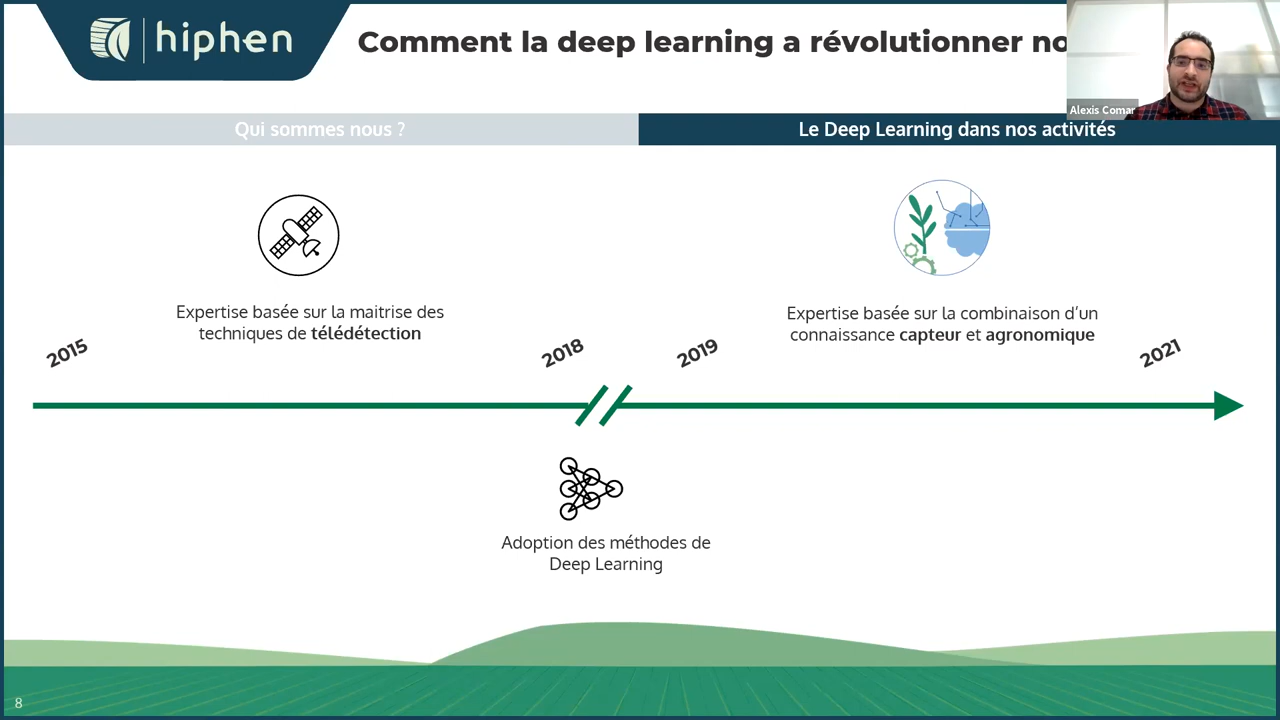 hiphen
Comment la deep learning a révolutionner no
Alexis Comar
Qui sommes nous ?
Le Deep Learning dans nos activités
Expertise basée sur la maitrise des
techniques de télédétection
Expertise basée sur la combinaison d'un
connaissance capteur et agronomique
2015
2018
2019
2021
Adoption des méthodes de
Deep Learning
8